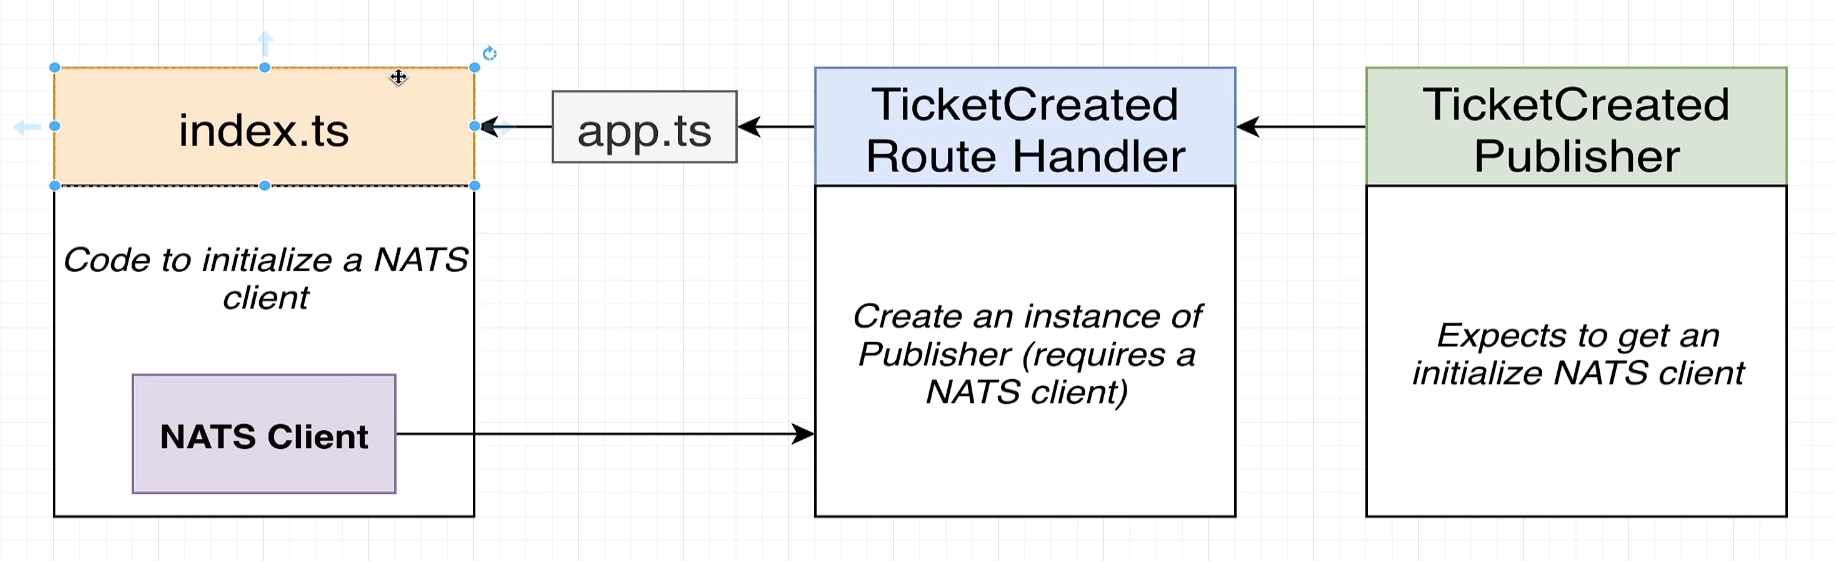 index.ts
app.ts
TicketCreated
Route Handler
TicketCreated
Publisher
Code to initialize a NATS
client
NATS Client
Create an instance of
Publisher (requires a
NATS client)
Expects to get an
initialize NATS client